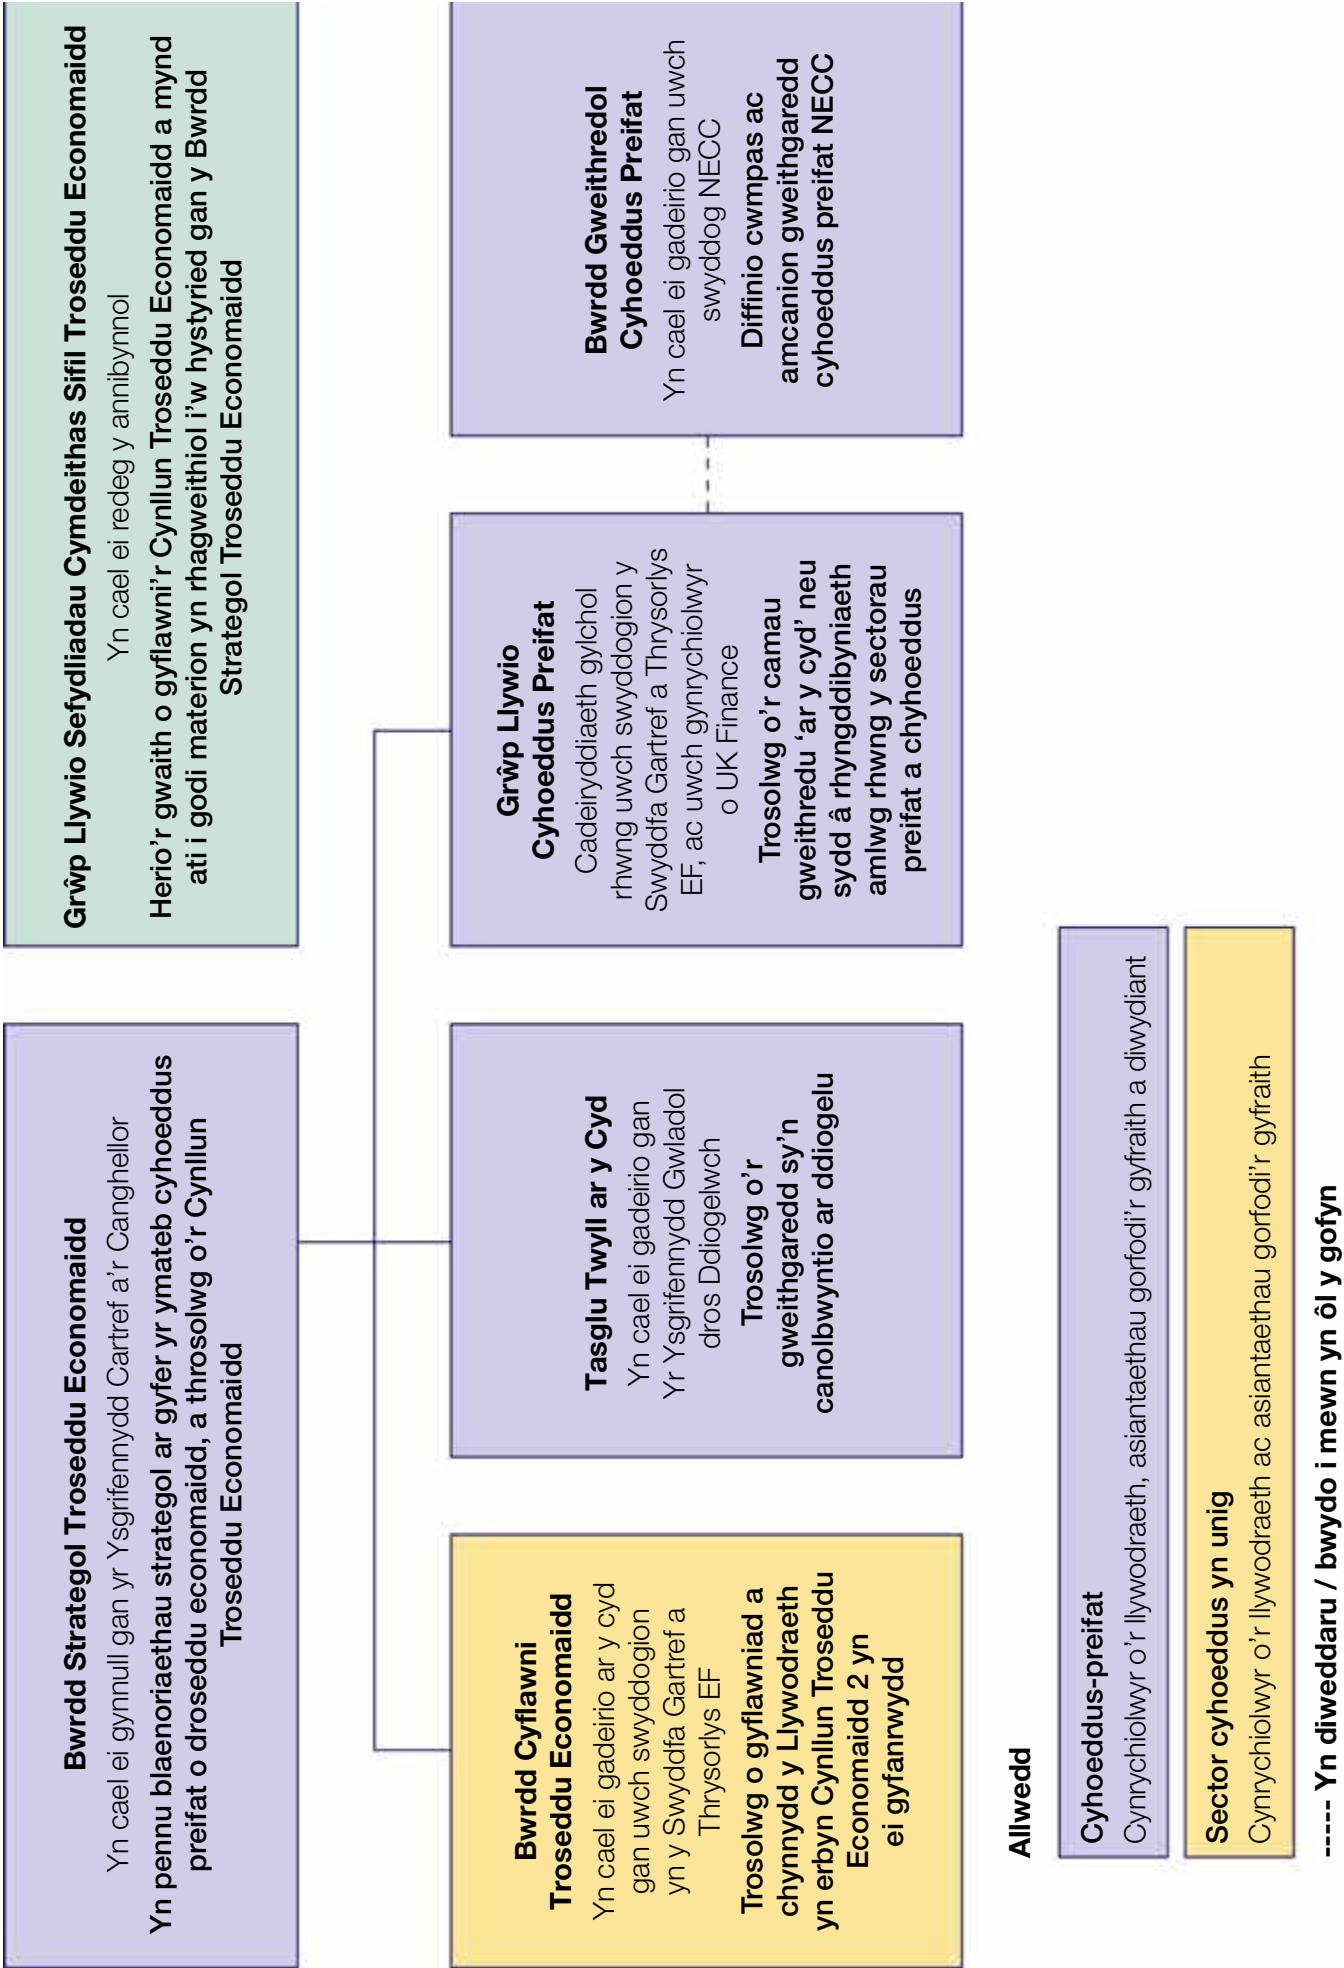 Bwrdd Strategol Troseddu Economaidd
Yn cael ei gynnull gan yr Ysgrifennydd Cartref a'r Canghellor
Yn pennu blaenoriaethau strategol ar gyfer yr ymateb cyhoeddus
preifat o droseddu economaidd, a throsolwg o'r Cynllun
Troseddu Economaidd
Grŵp Llywio Sefydliadau Cymdeithas Sifil Troseddu Economaidd
Yn cael ei redeg y annibynnol
Herio'r gwaith o gyflawni'r Cynllun Troseddu Economaidd a mynd
ati i godi materion yn rhagweithiol i'w hystyried gan y Bwrdd
Strategol Troseddu Economaidd
Bwrdd Cyflawni
Troseddu Economaidd
Yn cael ei gadeirio ar y cyd
gan uwch swyddogion
yn y Swyddfa Gartref a
Thrysorlys EF
Trosolwg o gyflawniad a
chynnydd y Llywodraeth
yn erbyn Cynllun Troseddu
Economaidd 2 yn
ei gyfanrwydd
Tasglu Twyll ar y Cyd
Yn cael ei gadeirio gan
Yr Ysgrifennydd Gwladol
dros Ddiogelwch
Trosolwg o'r
gweithgaredd sy'n
canolbwyntio ar ddiogelu
Grŵp Llywio
Cyhoeddus Preifat
Cadeiryddiaeth gylchol
rhwng uwch swyddogion y
Swyddfa Gartref a Thrysorlys
EF, ac uwch gynrychiolwyr
o UK Finance
Trosolwg o'r camau
gweithredu 'ar y cyd' neu
sydd â rhyngddibyniaeth
amlwg rhwng y sectorau
preifat a chyhoeddus
Bwrdd Gweithredol
Cyhoeddus Preifat
Yn cael ei gadeirio gan uwch
swyddog NECC
Diffinio cwmpas ac
amcanion gweithgaredd
cyhoeddus preifat NECC
Allwedd
Cyhoeddus-preifat
Cynrychiolwyr o'r llywodraeth, asiantaethau gorfodi'r gyfraith a diwydiant
Sector cyhoeddus yn unig
Cynrychiolwyr o'r llywodraeth ac asiantaethau gorfodi'r gyfraith
----- Yn diweddaru / bwydo i mewn yn ôl y gofyn